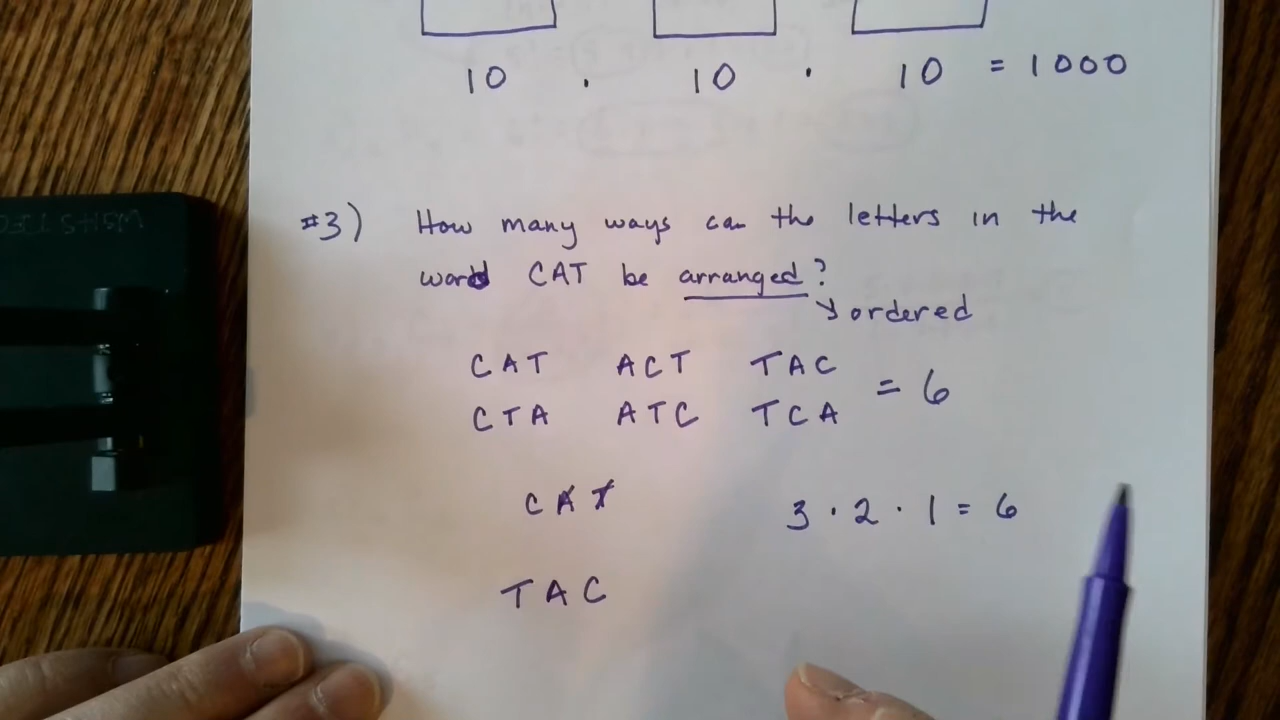 10 . 10 . 10 = 1000
#3) How many ways can the letters in the
word CAT be arranged?
ordered
CAT ACT TAC
CTA ATC TCA = 6
CAT 3 · 2 · 1 = 6
TAC